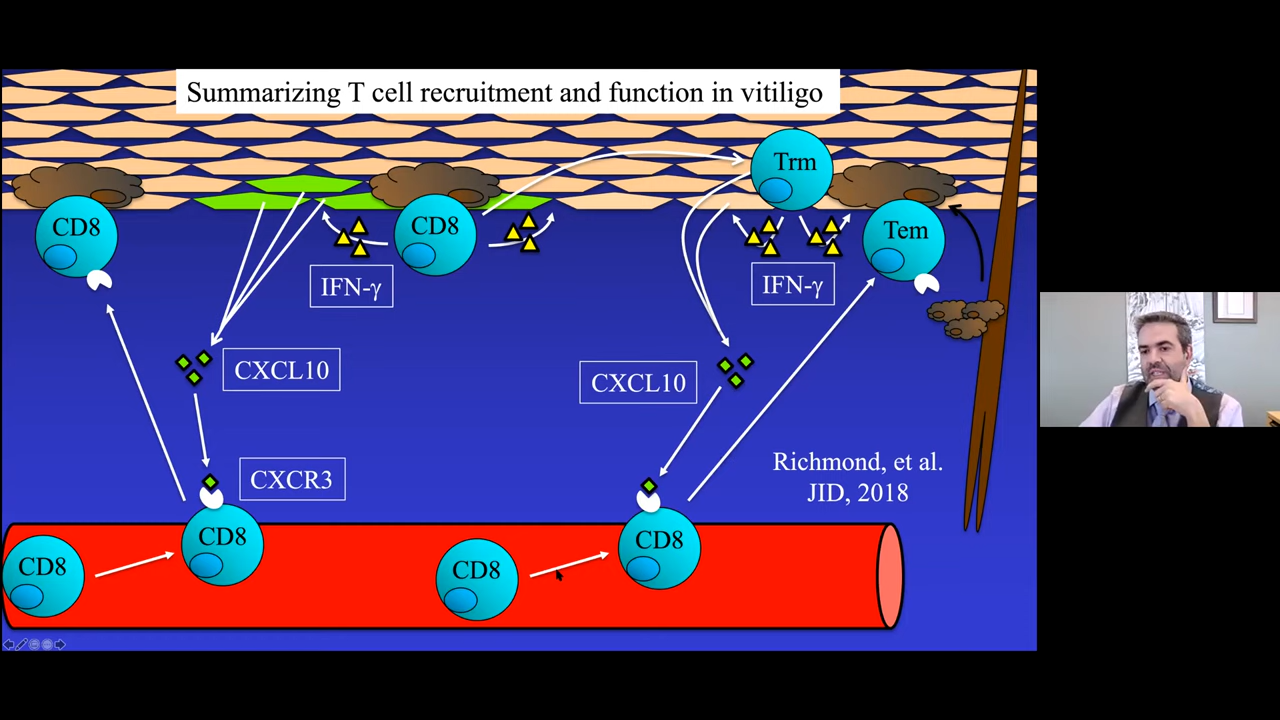 Summarizing T cell recruitment and function in vitiligo
Trm
CD8
CD8
Tem
IFN-γ
IFN-γ
CXCL10
CXCL10
CXCR3
Richmond, et al.
JID, 2018
CD8
CD8
CD8
CD8